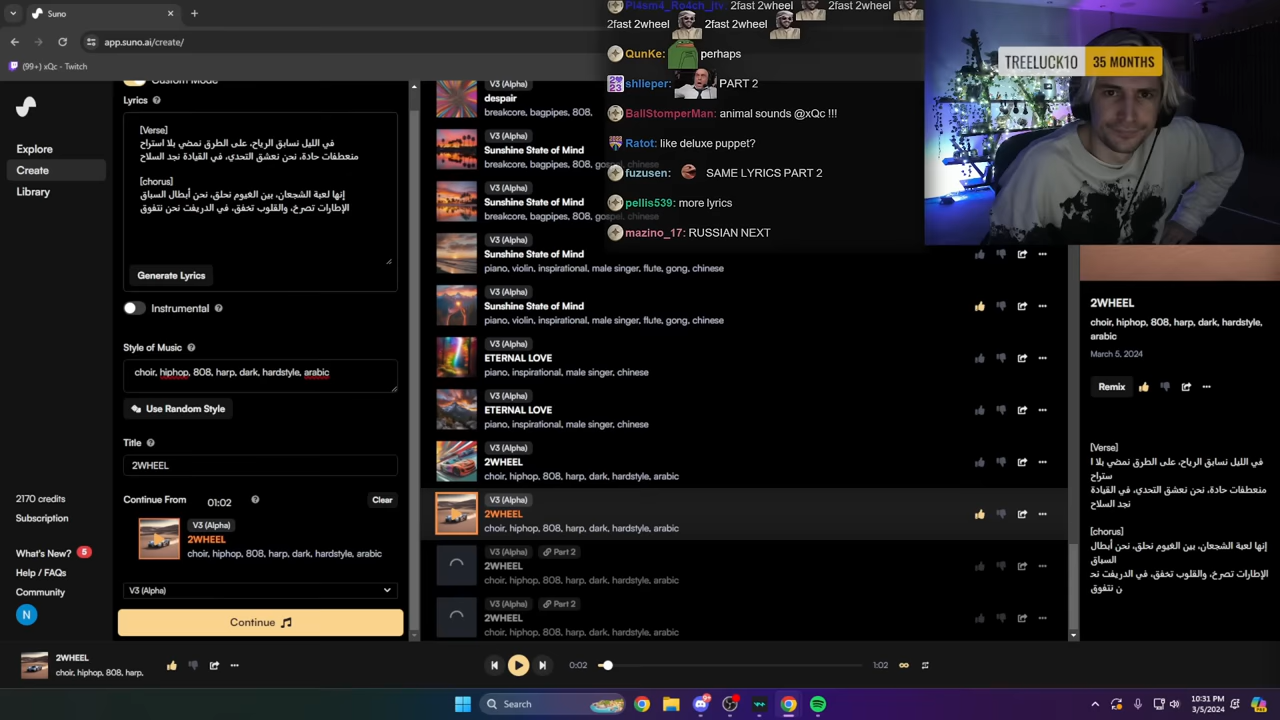 Suno
app.suno.ai/create/
(99+) xQc - Twitch
Pl4sm4_Ro4ch_jtv: 2fast 2wheel 2fast 2wheel
2fast 2wheel 2fast 2wheel
QunKe: perhaps
shlieper: PART 2
BallStomperMan: animal sounds @xQc !!!
Ratot: like deluxe puppet?
fuzusen: SAME LYRICS PART 2
pellis539: more lyrics
mazino_17: RUSSIAN NEXT
TREELUCK10 35 MONTHS
Explore
Create
Library
2170 credits
Subscription
What's New? 5
Help / FAQs
Community
N
Custom Mode
Lyrics
[Verse]
في الليل نسابق الرياح، على الطرق نمضي بلا استراح
منعطفات حادة، نحن نعشق التحدي، في القيادة نجد السلاح
[chorus]
إنها لعبة الشجعان، بين الغيوم نحلق، نحن أبطال السباق
الإطارات تصرخ، والقلوب تخفق، في الدريفت نحن نتفوق
Generate Lyrics
Instrumental
Style of Music
choir, hiphop, 808, harp, dark, hardstyle, arabic
Use Random Style
Title
2WHEEL
Continue From 01:02 Clear
V3 (Alpha)
2WHEEL
choir, hiphop, 808, harp, dark, hardstyle, arabic
V3 (Alpha)
Continue
V3 (Alpha)
despair
breakcore, bagpipes, 808,
V3 (Alpha)
Sunshine State of Mind
breakcore, bagpipes, 808, gospel, chinese
V3 (Alpha)
Sunshine State of Mind
breakcore, bagpipes, 808, gospel, chinese
V3 (Alpha)
Sunshine State of Mind
piano, violin, inspirational, male singer, flute, gong, chinese
V3 (Alpha)
Sunshine State of Mind
piano, violin, inspirational, male singer, flute, gong, chinese
V3 (Alpha)
ETERNAL LOVE
piano, inspirational, male singer, chinese
V3 (Alpha)
ETERNAL LOVE
piano, inspirational, male singer, chinese
V3 (Alpha)
2WHEEL
choir, hiphop, 808, harp, dark, hardstyle, arabic
V3 (Alpha)
2WHEEL
choir, hiphop, 808, harp, dark, hardstyle, arabic
V3 (Alpha) Part 2
2WHEEL
choir, hiphop, 808, harp, dark, hardstyle, arabic
V3 (Alpha) Part 2
2WHEEL
choir, hiphop, 808, harp, dark, hardstyle, arabic
2WHEEL
choir, hiphop, 808, harp, dark, hardstyle,
arabic
March 5, 2024
Remix
[Verse]
في الليل نسابق الرياح، على الطرق نمضي بلا ا
ستراح
منعطفات حادة، نحن نعشق التحدي، في القيادة
نجد السلاح
[chorus]
إنها لعبة الشجعان، بين الغيوم نحلق، نحن أبطال
السباق
الإطارات تصرخ، والقلوب تخفق، في الدريفت نح
ن نتفوق
2WHEEL
choir, hiphop, 808, harp,
0:02
1:02
Search
10:31 PM
3/5/2024